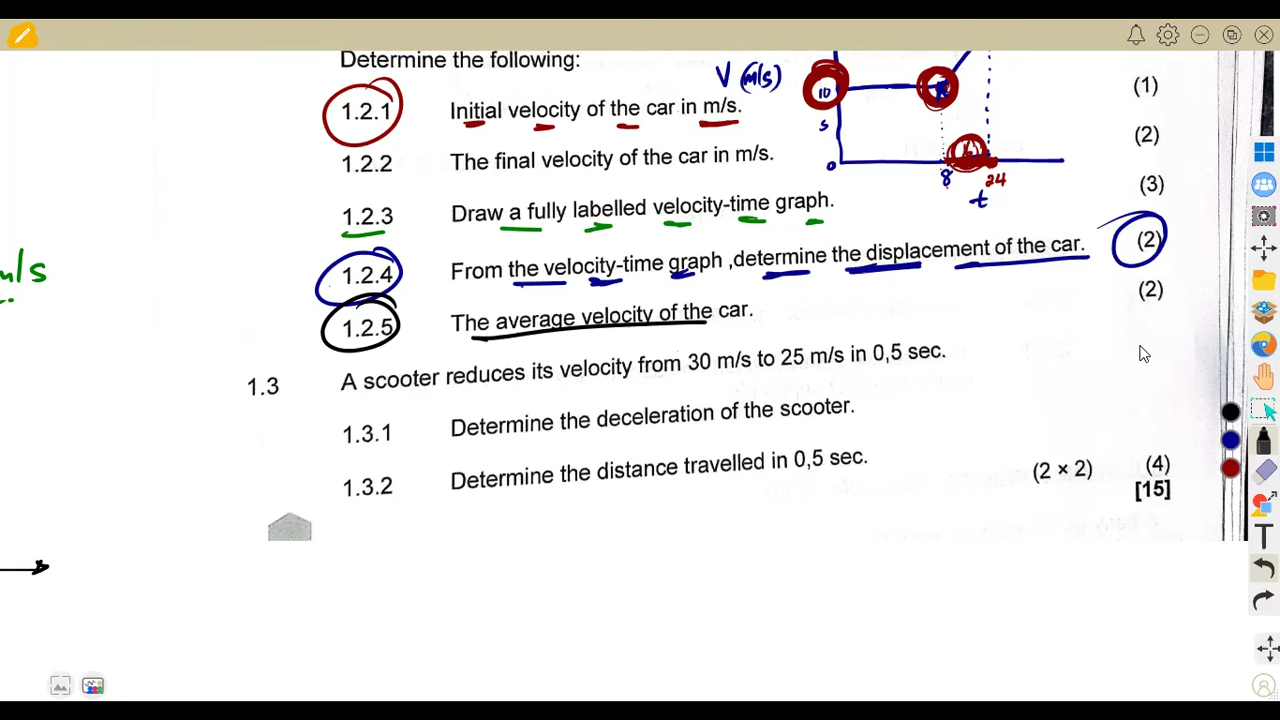 Determine the following:
V (m/s)
10
(1)
1.2.1 Initial velocity of the car in m/s.
5
1.2.2 The final velocity of the car in m/s. (2)
0
8
24
t
1.2.3 Draw a fully labelled velocity-time graph. (3)
1.2.4 From the velocity-time graph ,determine the displacement of the car. (2)
m/s
1.2.5 The average velocity of the car. (2)
1.3 A scooter reduces its velocity from 30 m/s to 25 m/s in 0,5 sec.
1.3.1 Determine the deceleration of the scooter.
1.3.2 Determine the distance travelled in 0,5 sec. (2 × 2) (4)
[15]
T